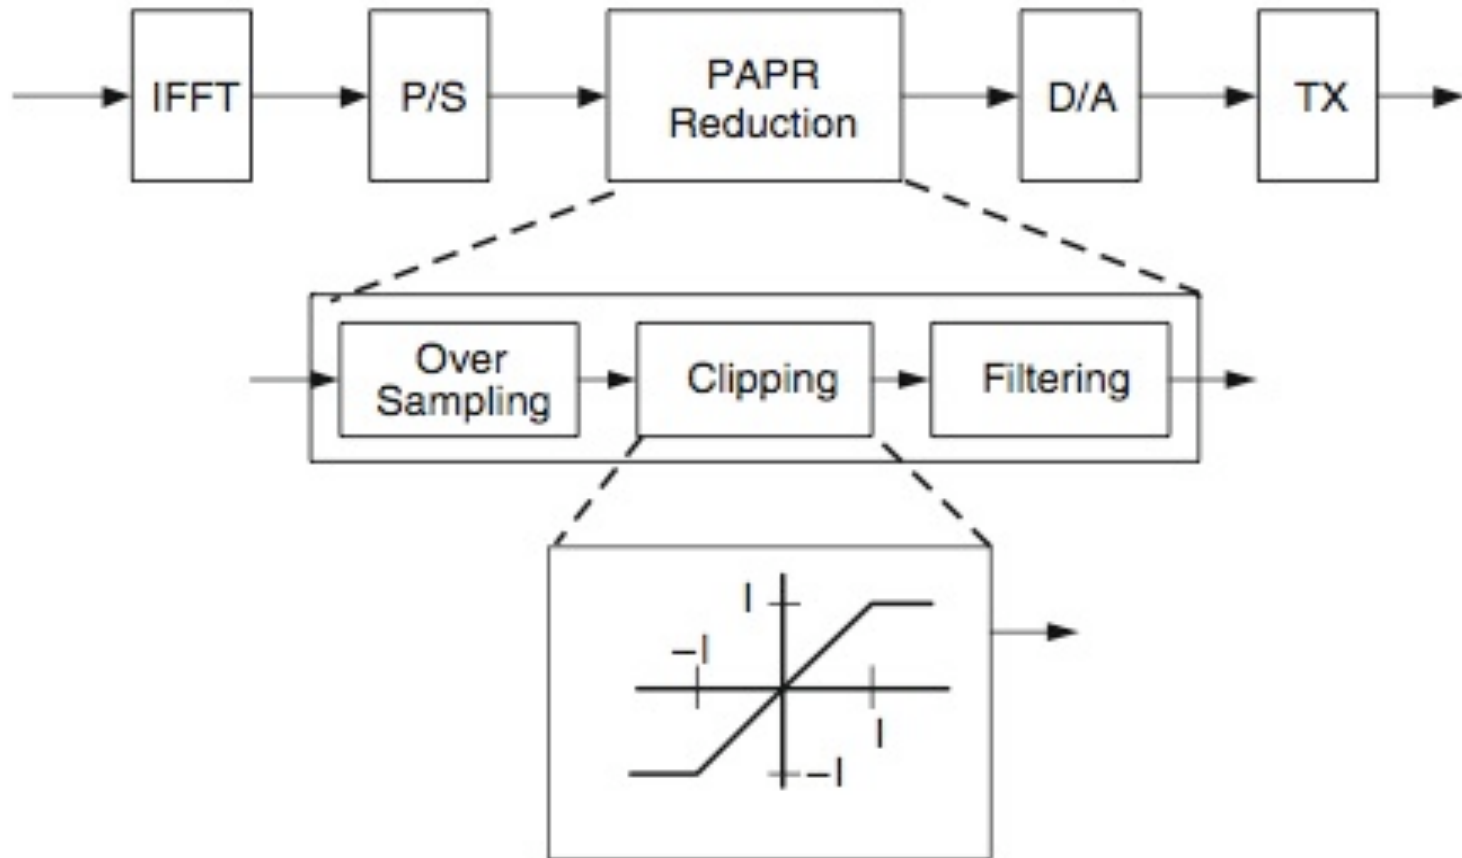 IFFT
P/S
PAPR
Reduction
D/A
TX
Over
Sampling
Clipping
Filtering
l
–l
l
–l